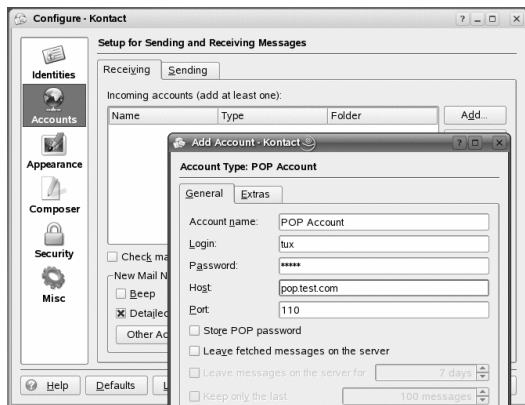 Configure - Kontact
Setup for Sending and Receiving Messages
Identities
Accounts
Appearance
Composer
Security
Misc
Receiving
Sending
Incoming accounts (add at least one):
Name Type Folder
Add...
Check ma
New Mail N
Beep
Detailed
Other Ac
Help
Defaults
Add Account - Kontact
Account Type: POP Account
General
Extras
Account name: POP Account
Login: tux
Password: *****
Host: pop.test.com
Port: 110
Store POP password
Leave fetched messages on the server
Leave messages on the server for 7 days
Keep only the last 100 messages